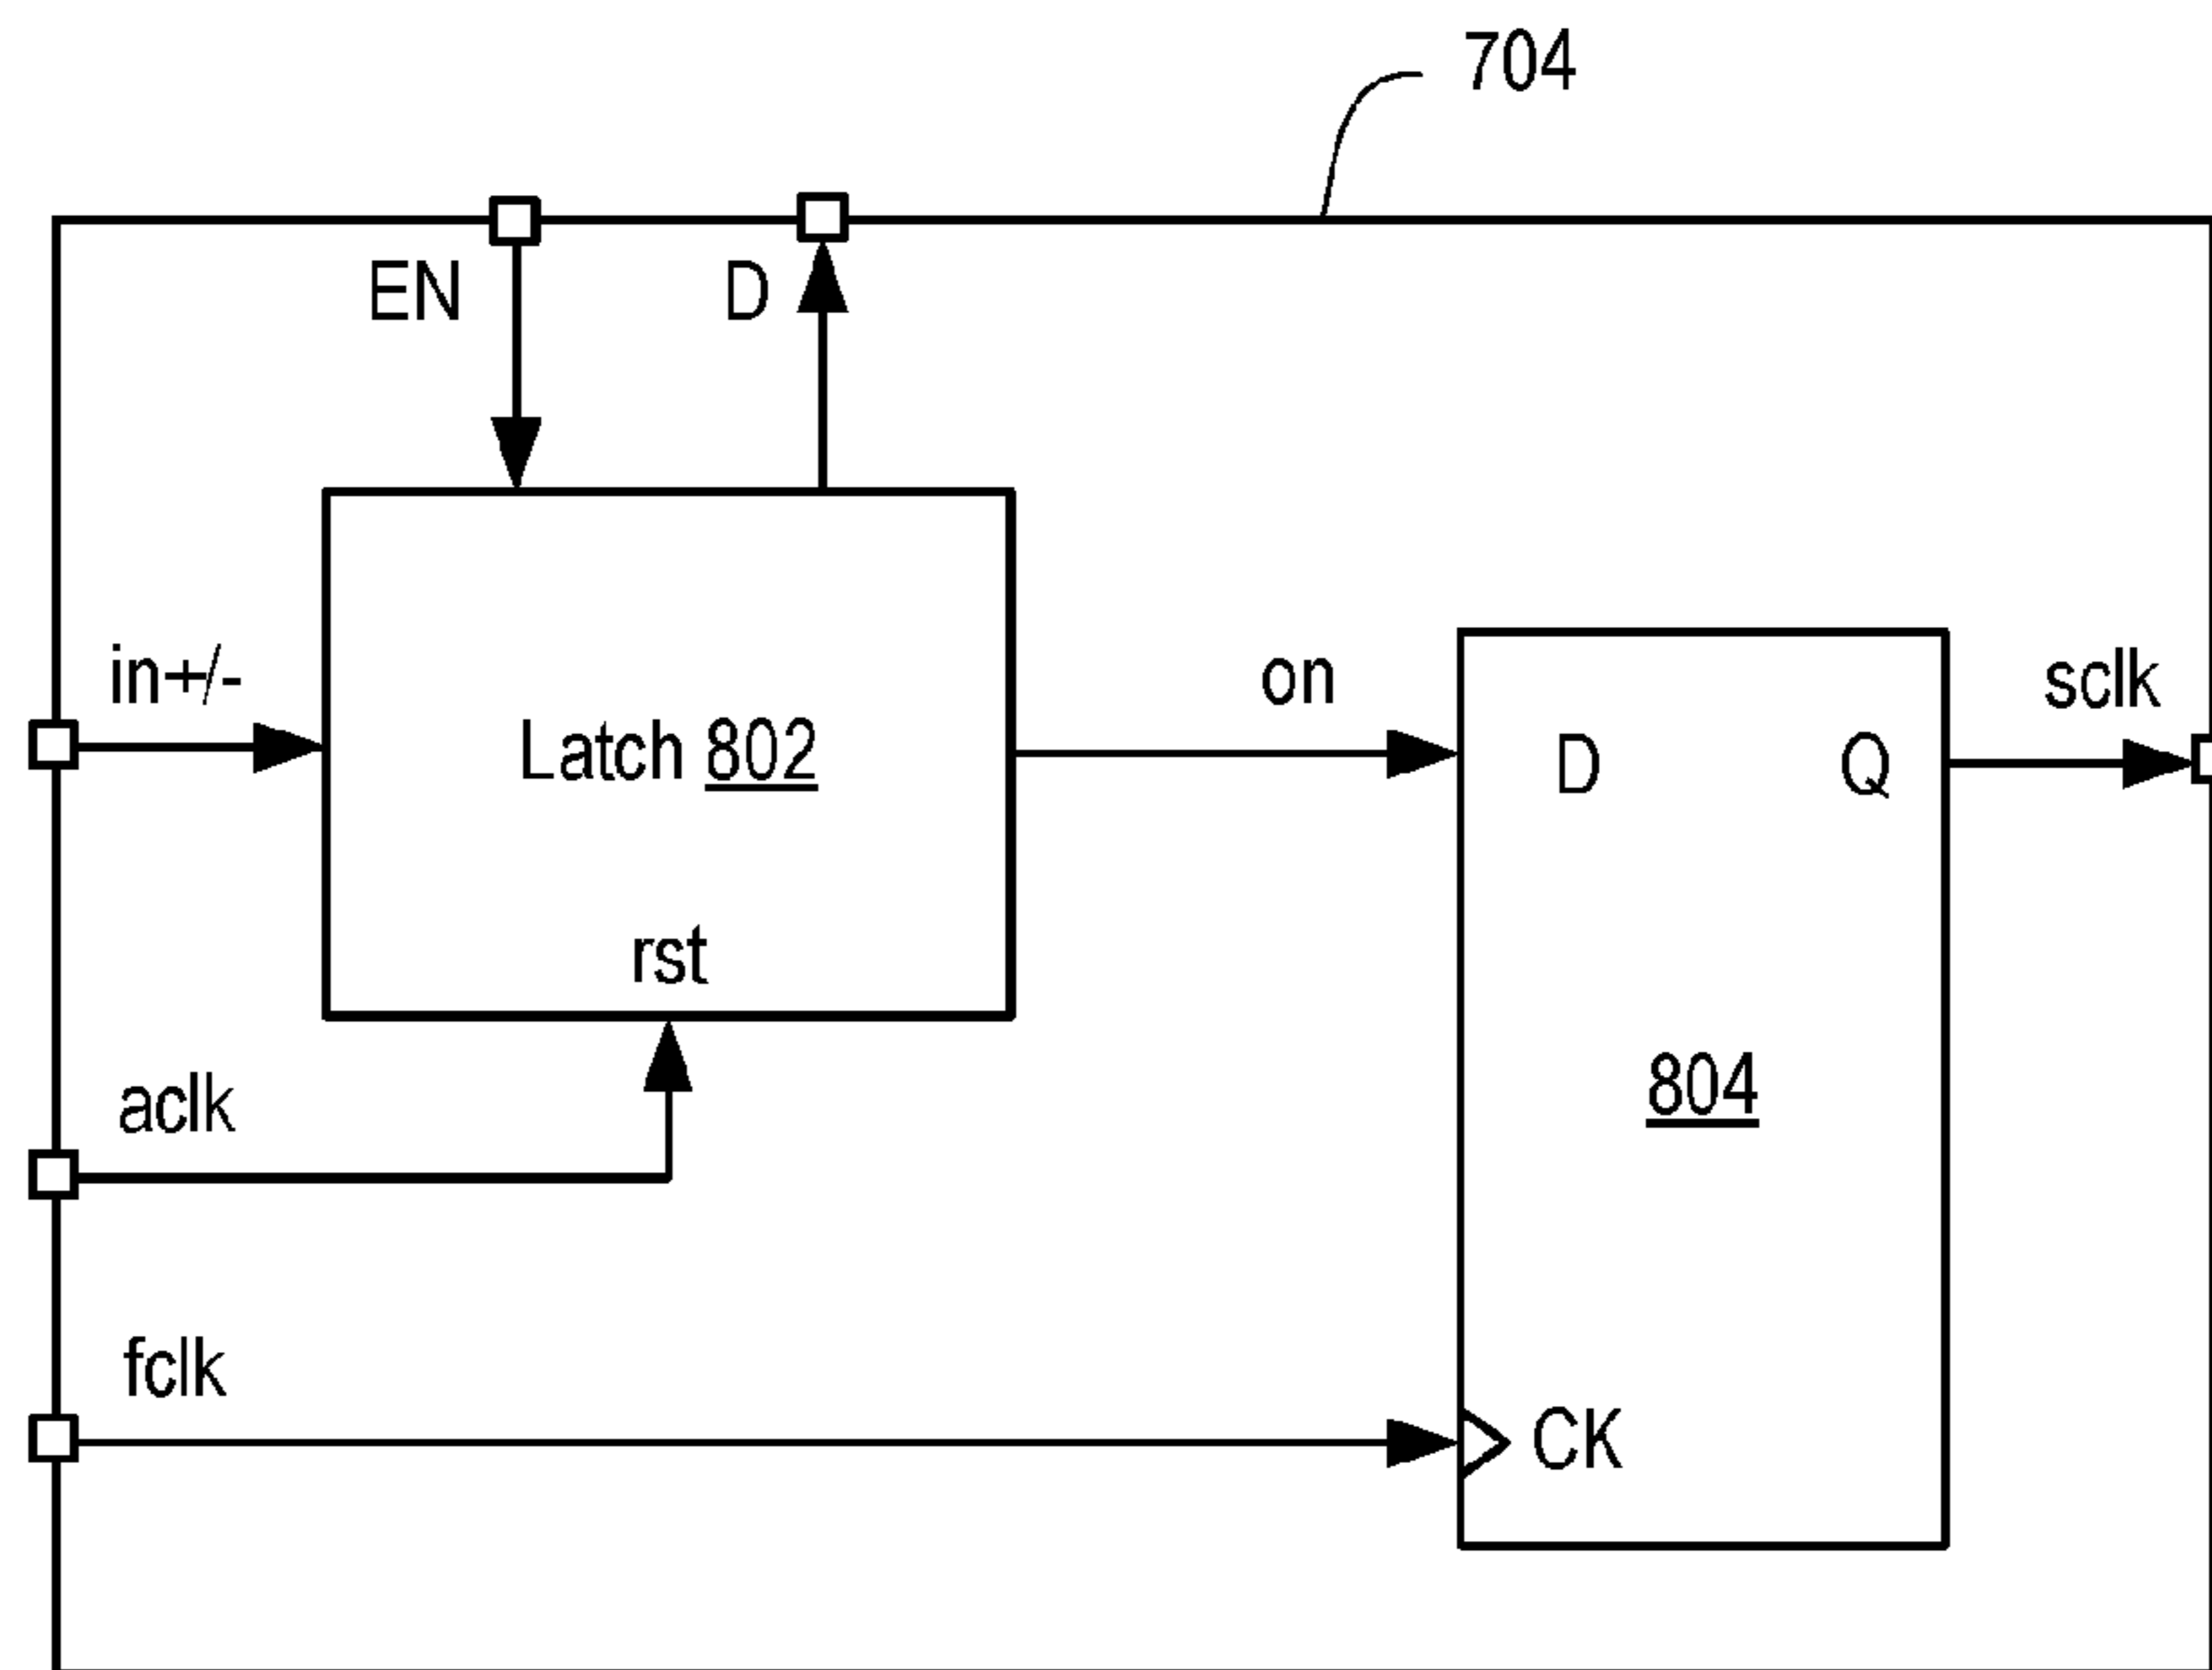 704
EN
D
in+/-
Latch 802
on
D
Q
sclk
rst
aclk
804
fclk
CK